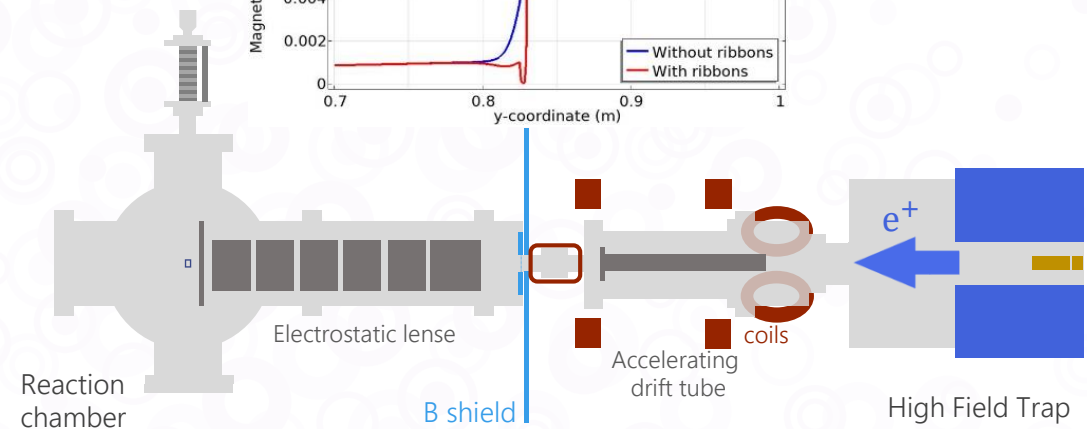 Magnet
0.004
0.002
0
Without ribbons
With ribbons
0.7
0.8
0.9
1
y-coordinate (m)
e+
Electrostatic lense
coils
Accelerating
drift tube
Reaction
chamber
B shield
High Field Trap